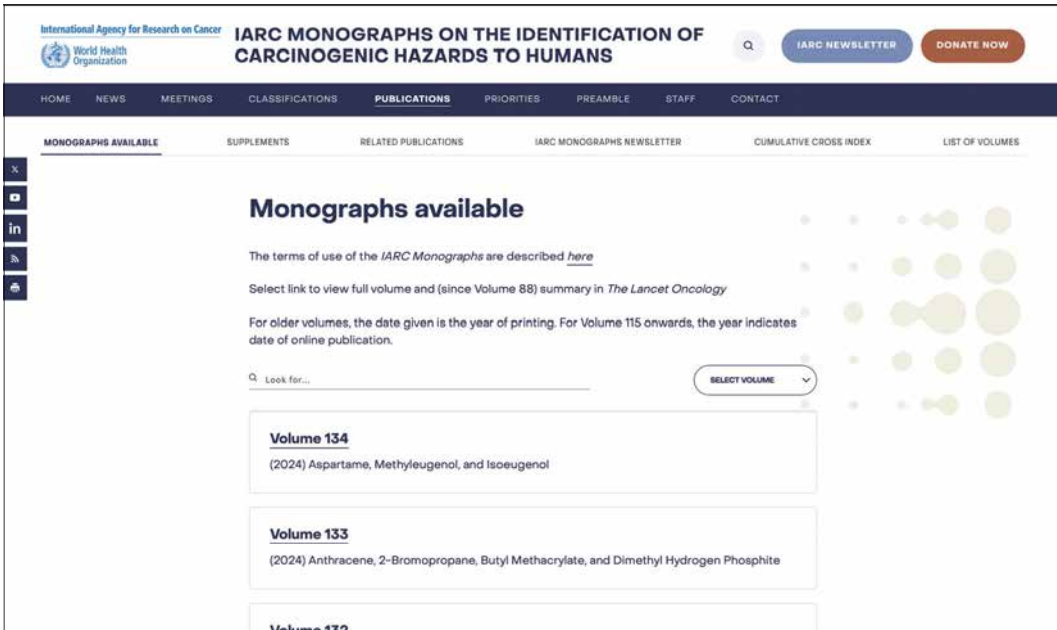 International Agency for Research on Cancer
World Health
Organization
IARC MONOGRAPHS ON THE IDENTIFICATION OF
CARCINOGENIC HAZARDS TO HUMANS
IARC NEWSLETTER
DONATE NOW
HOME NEWS MEETINGS CLASSIFICATIONS PUBLICATIONS PRIORITIES PREAMBLE STAFF CONTACT
MONOGRAPHS AVAILABLE SUPPLEMENTS RELATED PUBLICATIONS IARC MONOGRAPHS NEWSLETTER CUMULATIVE CROSS INDEX LIST OF VOLUMES
X
in
Monographs available
The terms of use of the IARC Monographs are described here
Select link to view full volume and (since Volume 88) summary in The Lancet Oncology
For older volumes, the date given is the year of printing. For Volume 115 onwards, the year indicates
date of online publication.
Look for...
SELECT VOLUME
Volume 134
(2024) Aspartame, Methyleugenol, and Isoeugenol
Volume 133
(2024) Anthracene, 2-Bromopropane, Butyl Methacrylate, and Dimethyl Hydrogen Phosphite
Volume 132